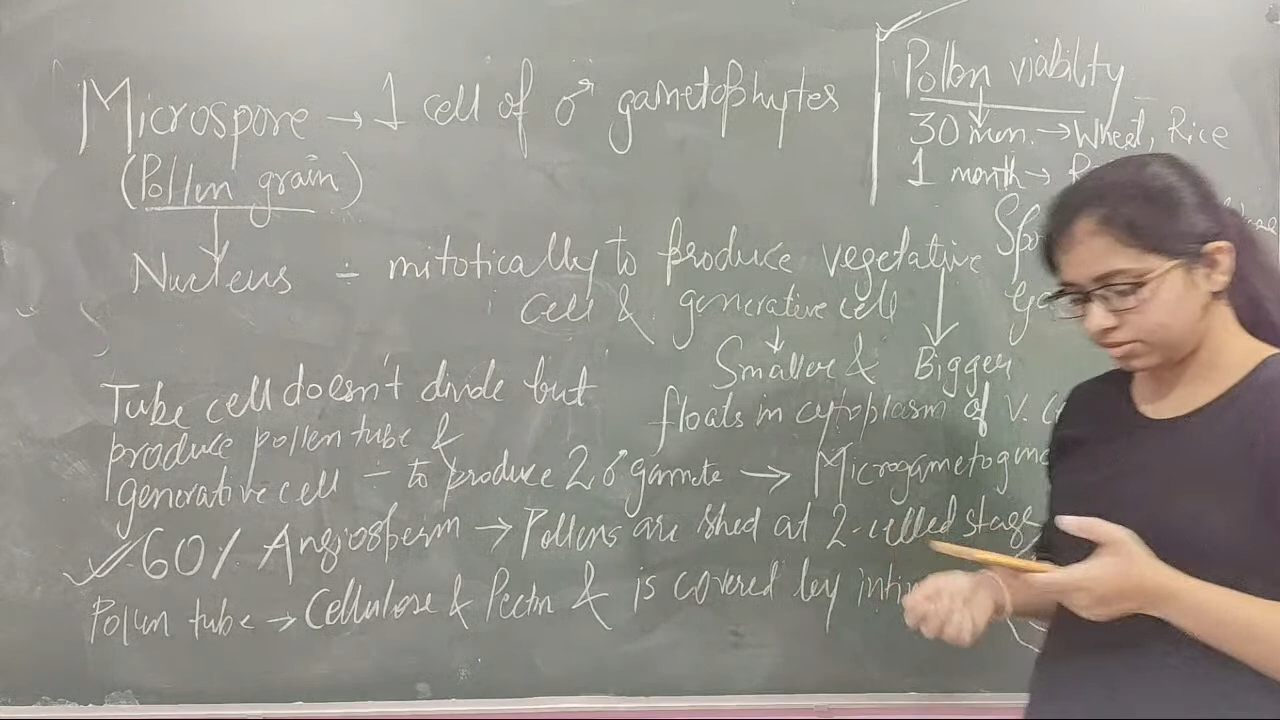 Microspore → 1 cell of ♂ gametophytes
(Pollen grain)
↓
Nucleus ÷ mitotically to produce vegetative
cell & generative cell
↓ ↓
Smaller & Bigger
floats in cytoplasm of V.
Tube cell doesn't divide but
produce pollen tube &
generative cell ÷ to produce 2 ♂ gamete →
✓ 60% Angiosperm → Pollens are shed at 2-celled stage
Pollen tube → Cellulose & Pectin & is covered by
Pollen viability
↓
30 min. → Wheat, Rice
1 month →